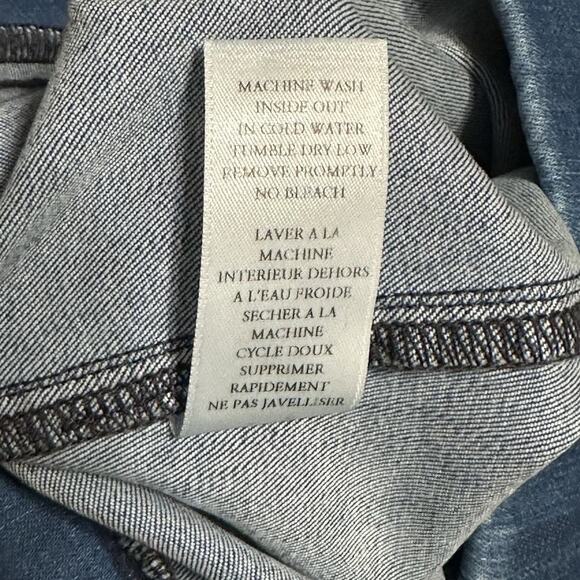 MACHINE WASH
INSIDE OUT
IN COLD WATER
TUMBLE DRY LOW
REMOVE PROMPTLY
NO BLEACH
LAVER A LA
MACHINE
INTERIEUR DEHORS
A L'EAU FROIDE
SECHER A LA
MACHINE
CYCLE DOUX
SUPPRIMER
RAPIDEMENT
NE PAS JAVELLISER